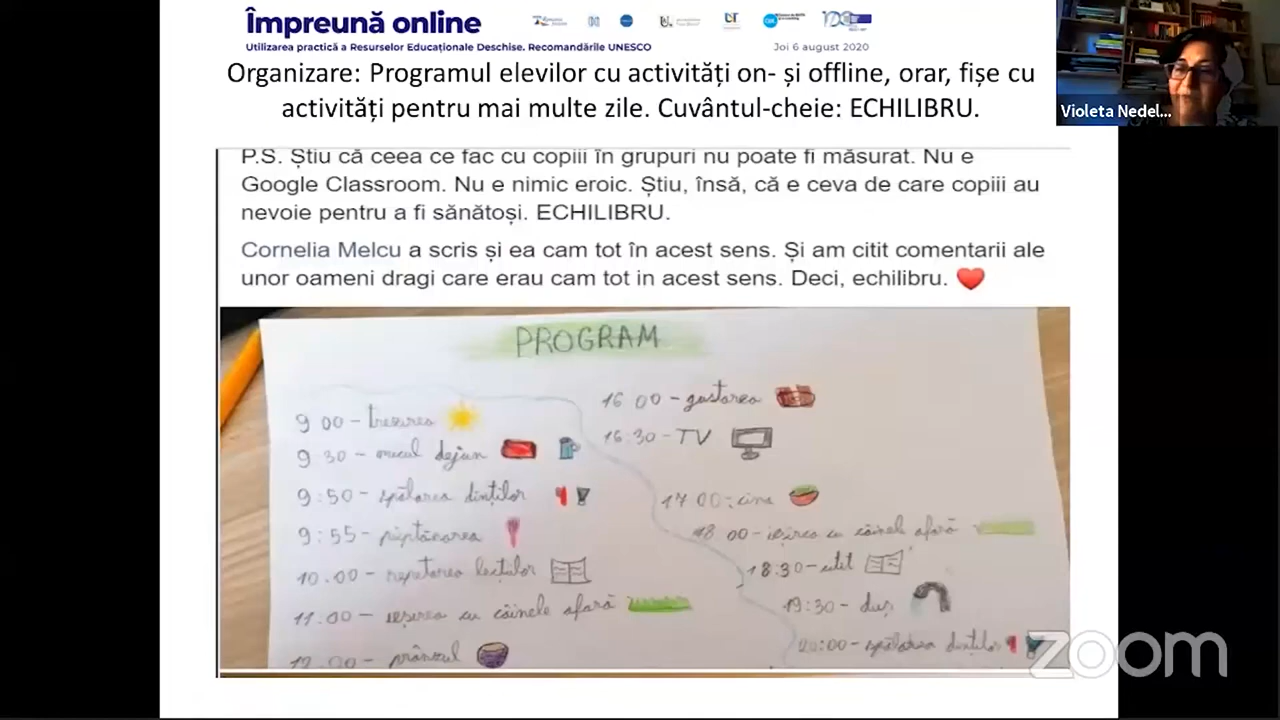 Împreună online
Utilizarea practică a Resurselor Educaționale Deschise. Recomandările UNESCO
Joi 6 august 2020
Organizare: Programul elevilor cu activități on- și offline, orar, fișe cu
activități pentru mai multe zile. Cuvântul-cheie: ECHILIBRU.
Violeta Nedel...
P.S. Știu că ceea ce fac cu copiii în grupuri nu poate fi măsurat. Nu e
Google Classroom. Nu e nimic eroic. Știu, însă, că e ceva de care copiii au
nevoie pentru a fi sănătoși. ECHILIBRU.
Cornelia Melcu a scris și ea cam tot în acest sens. Și am citit comentarii ale
unor oameni dragi care erau cam tot in acest sens. Deci, echilibru. ❤
PROGRAM
9 00 - trezirea
9 30 - micul dejun
9:50 - spălarea dinților
9:55 - pieptănarea
10.00 - repetarea lecțiilor
11.00 - ieșirea cu câinele afară
12.00 - prânzul
16 00 - gustarea
16:30 - TV
17 00: cina
18 00 - ieșirea cu câinele afară
18:30 - citit
19:30 - duș
20:00 - spălarea dinților
zoom